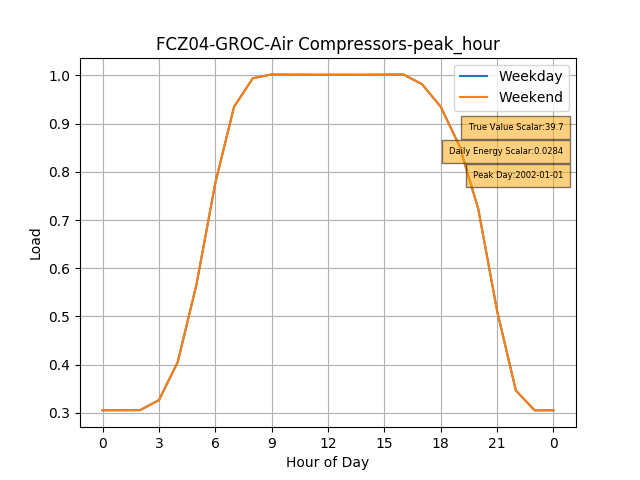 FCZ04-GROC-Air Compressors-peak_hour
Weekday
Weekend
True Value Scalar:39.7
Daily Energy Scalar:0.0284
Peak Day:2002-01-01
1.0
0.9
0.8
0.7
0.6
0.5
0.4
0.3
Load
0 3 6 9 12 15 18 21 0
Hour of Day